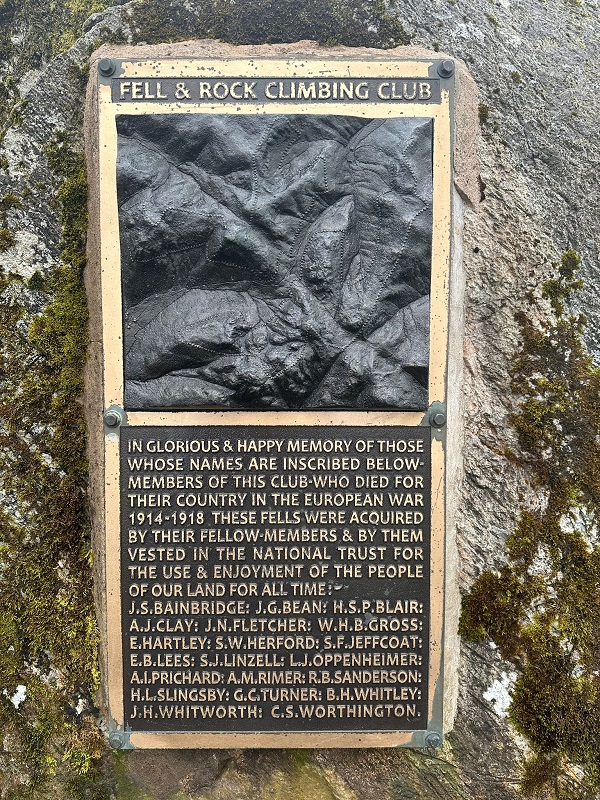 FELL & ROCK CLIMBING CLUB
IN GLORIOUS & HAPPY MEMORY OF THOSE
WHOSE NAMES ARE INSCRIBED BELOW-
MEMBERS OF THIS CLUB-WHO DIED FOR
THEIR COUNTRY IN THE EUROPEAN WAR
1914-1918 THESE FELLS WERE ACQUIRED
BY THEIR FELLOW-MEMBERS & BY THEM
VESTED IN THE NATIONAL TRUST FOR
THE USE & ENJOYMENT OF THE PEOPLE
OF OUR LAND FOR ALL TIME:-
J.S.BAINBRIDGE: J.G.BEAN: H.S.P.BLAIR:
A.J.CLAY: J.N.FLETCHER: W.H.B.GROSS:
E.HARTLEY: S.W.HERFORD: S.F.JEFFCOAT:
E.B.LEES: S.J.LINZELL: L.J.OPPENHEIMER:
A.I.PRICHARD: A.M.RIMER: R.B.SANDERSON:
H.L.SLINGSBY: G.C.TURNER: B.H.WHITLEY:
J.H.WHITWORTH: C.S.WORTHINGTON.